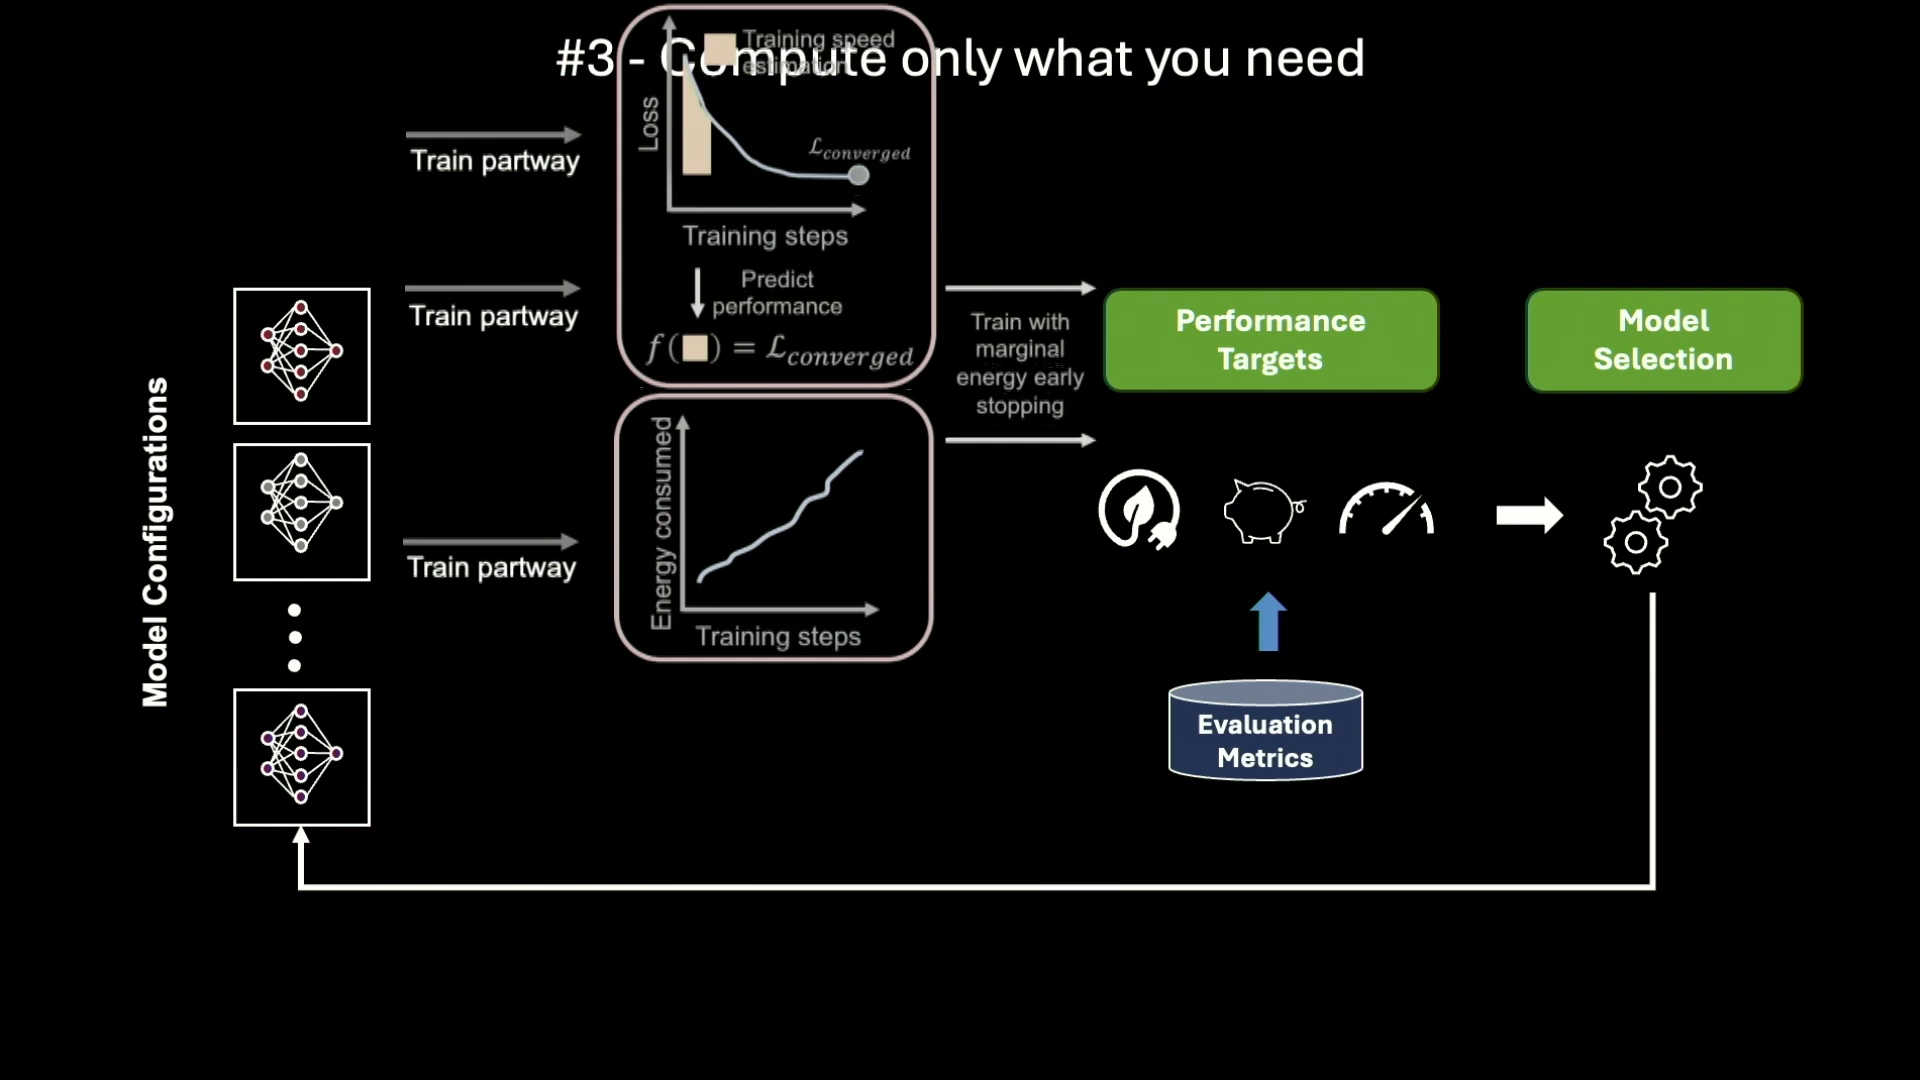 #3 - Compute only what you need
Training speed
estimation
Loss
ℒconverged
Training steps
Predict
performance
f(■) = ℒconverged
Train partway
Train partway
Train partway
Model Configurations
Energy consumed
Training steps
Train with
marginal
energy early
stopping
Performance
Targets
Model
Selection
Evaluation
Metrics